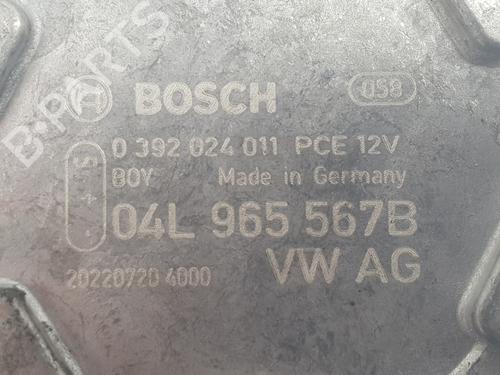 B-PARTS
BOSCH 058
0 392 024 011 PCE 12V
BOY Made in Germany
04L 965 567B
20220720 4000 VW AG